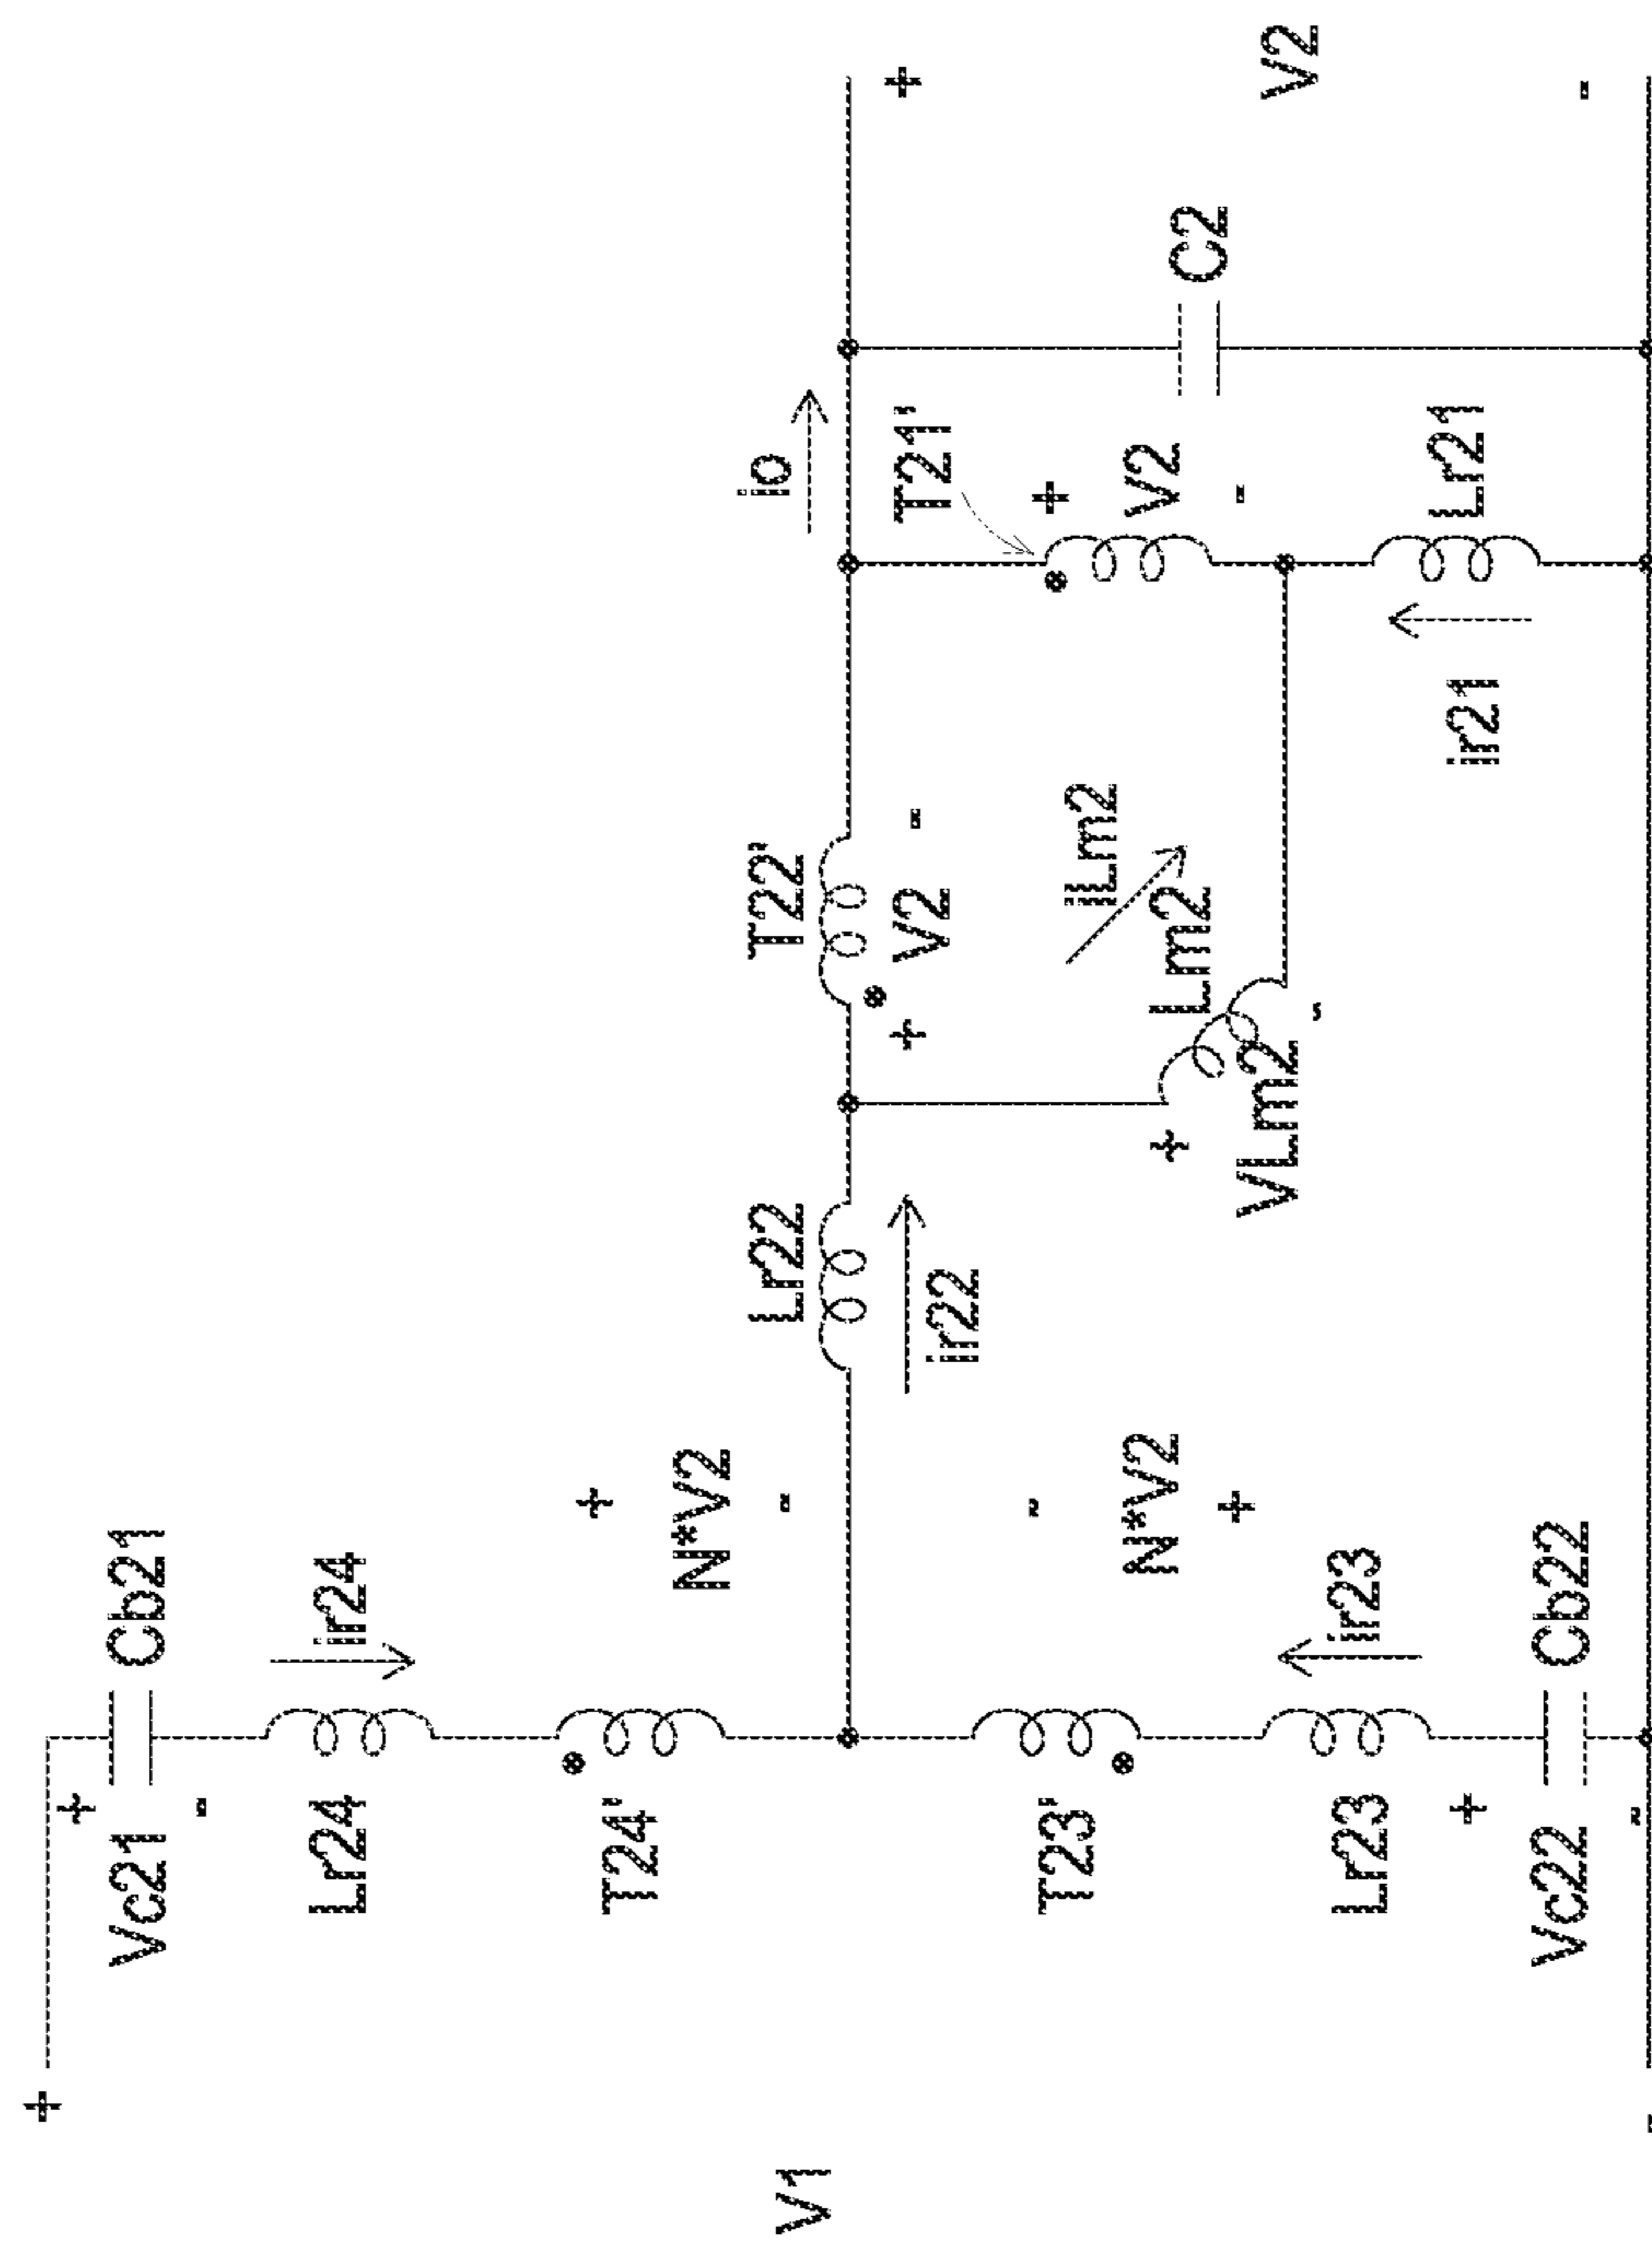 V1
+
-
Vc21
+
-
Cb21
Lr24
ir24
T24'
+
N*V2
-
T23'
-
N*V2
+
Lr23
ir23
Vc22
+
-
Cb22
Lr22
ir22
T22'
+
V2
-
iLm2
Lm2
+
VLm2
-
io
T21'
+
V2
-
Lr21
ir21
C2
+
V2
-